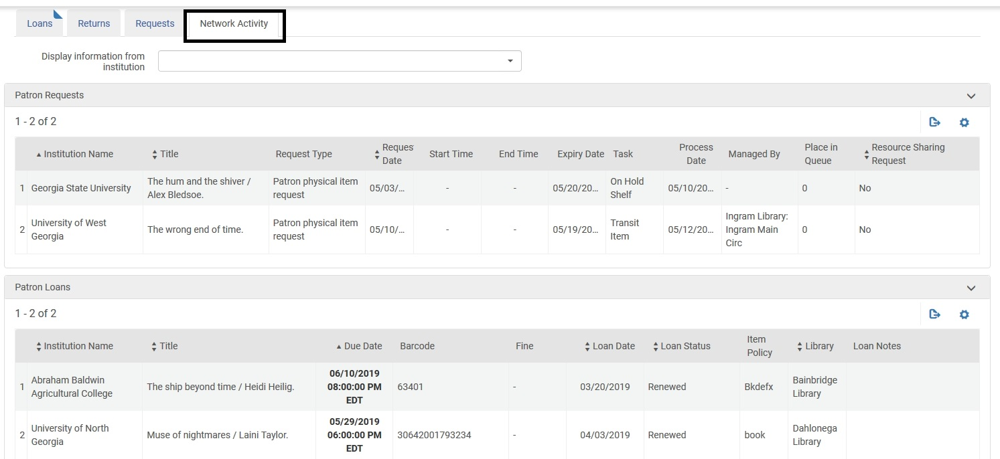 Loans Returns Requests Network Activity
Display information from
institution
Patron Requests
1 - 2 of 2
Institution Name Title Request Type Reques Date Start Time End Time Expiry Date Task Process Date Managed By Place in Queue Resource Sharing Request
1 Georgia State University The hum and the shiver / Alex Bledsoe. Patron physical item request 05/03/... - - 05/20/20... On Hold Shelf 05/10/20... - 0 No
2 University of West Georgia The wrong end of time. Patron physical item request 05/10/... - - 05/19/20... Transit Item 05/12/20... Ingram Library: Ingram Main Circ 0 No
Patron Loans
1 - 2 of 2
Institution Name Title Due Date Barcode Fine Loan Date Loan Status Item Policy Library Loan Notes
1 Abraham Baldwin Agricultural College The ship beyond time / Heidi Heilig. 06/10/2019 08:00:00 PM EDT 63401 - 03/20/2019 Renewed Bkdefx Bainbridge Library
2 University of North Georgia Muse of nightmares / Laini Taylor. 05/29/2019 06:00:00 PM EDT 30642001793234 - 04/03/2019 Renewed book Dahlonega Library